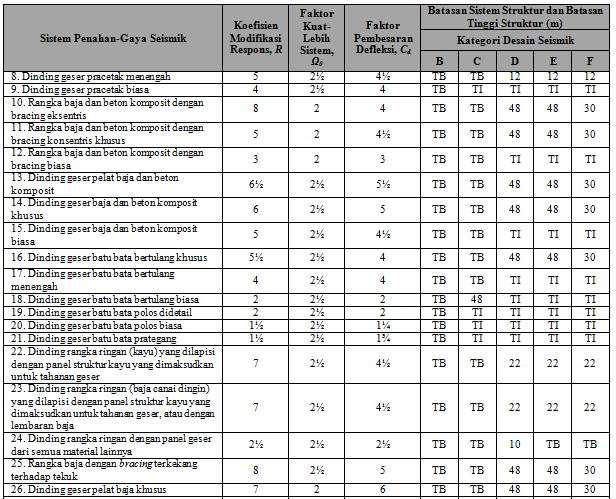 Sistem Penahan-Gaya Seismik
Koefisien
Modifikasi
Respons, R
Faktor
Kuat-
Lebih
Sistem,
Ω₀
Faktor
Pembesaran
Defleksi, Cd
Batasan Sistem Struktur dan Batasan
Tinggi Struktur (m)
Kategori Desain Seismik
B C D E F
8. Dinding geser pracetak menengah 5 2½ 4½ TB TB 12 12 12
9. Dinding geser pracetak biasa 4 2½ 4 TB TI TI TI TI
10. Rangka baja dan beton komposit dengan
bracing eksentris 8 2 4 TB TB 48 48 30
11. Rangka baja dan beton komposit dengan
bracing konsentris khusus 5 2 4½ TB TB 48 48 30
12. Rangka baja dan beton komposit dengan
bracing biasa 3 2 3 TB TB TI TI TI
13. Dinding geser pelat baja dan beton
komposit 6½ 2½ 5½ TB TB 48 48 30
14. Dinding geser baja dan beton komposit
khusus 6 2½ 5 TB TB 48 48 30
15. Dinding geser baja dan beton komposit
biasa 5 2½ 4½ TB TB TI TI TI
16. Dinding geser batu bata bertulang khusus 5½ 2½ 4 TB TB 48 48 30
17. Dinding geser batu bata bertulang
menengah 4 2½ 4 TB TB TI TI TI
18. Dinding geser batu bata bertulang biasa 2 2½ 2 TB 48 TI TI TI
19. Dinding geser batu bata polos didetail 2 2½ 2 TB TI TI TI TI
20. Dinding geser batu bata polos biasa 1½ 2½ 1¼ TB TI TI TI TI
21. Dinding geser batu bata prategang 1½ 2½ 1¾ TB TI TI TI TI
22. Dinding rangka ringan (kayu) yang dilapisi
dengan panel struktur kayu yang dimaksudkan
untuk tahanan geser 7 2½ 4½ TB TB 22 22 22
23. Dinding rangka ringan (baja canai dingin)
yang dilapisi dengan panel struktur kayu yang
dimaksudkan untuk tahanan geser, atau dengan
lembaran baja 7 2½ 4½ TB TB 22 22 22
24. Dinding rangka ringan dengan panel geser
dari semua material lainnya 2½ 2½ 2½ TB TB 10 TB TB
25. Rangka baja dengan bracing terkekang
terhadap tekuk 8 2½ 5 TB TB 48 48 30
26. Dinding geser pelat baja khusus 7 2 6 TB TB 48 48 30